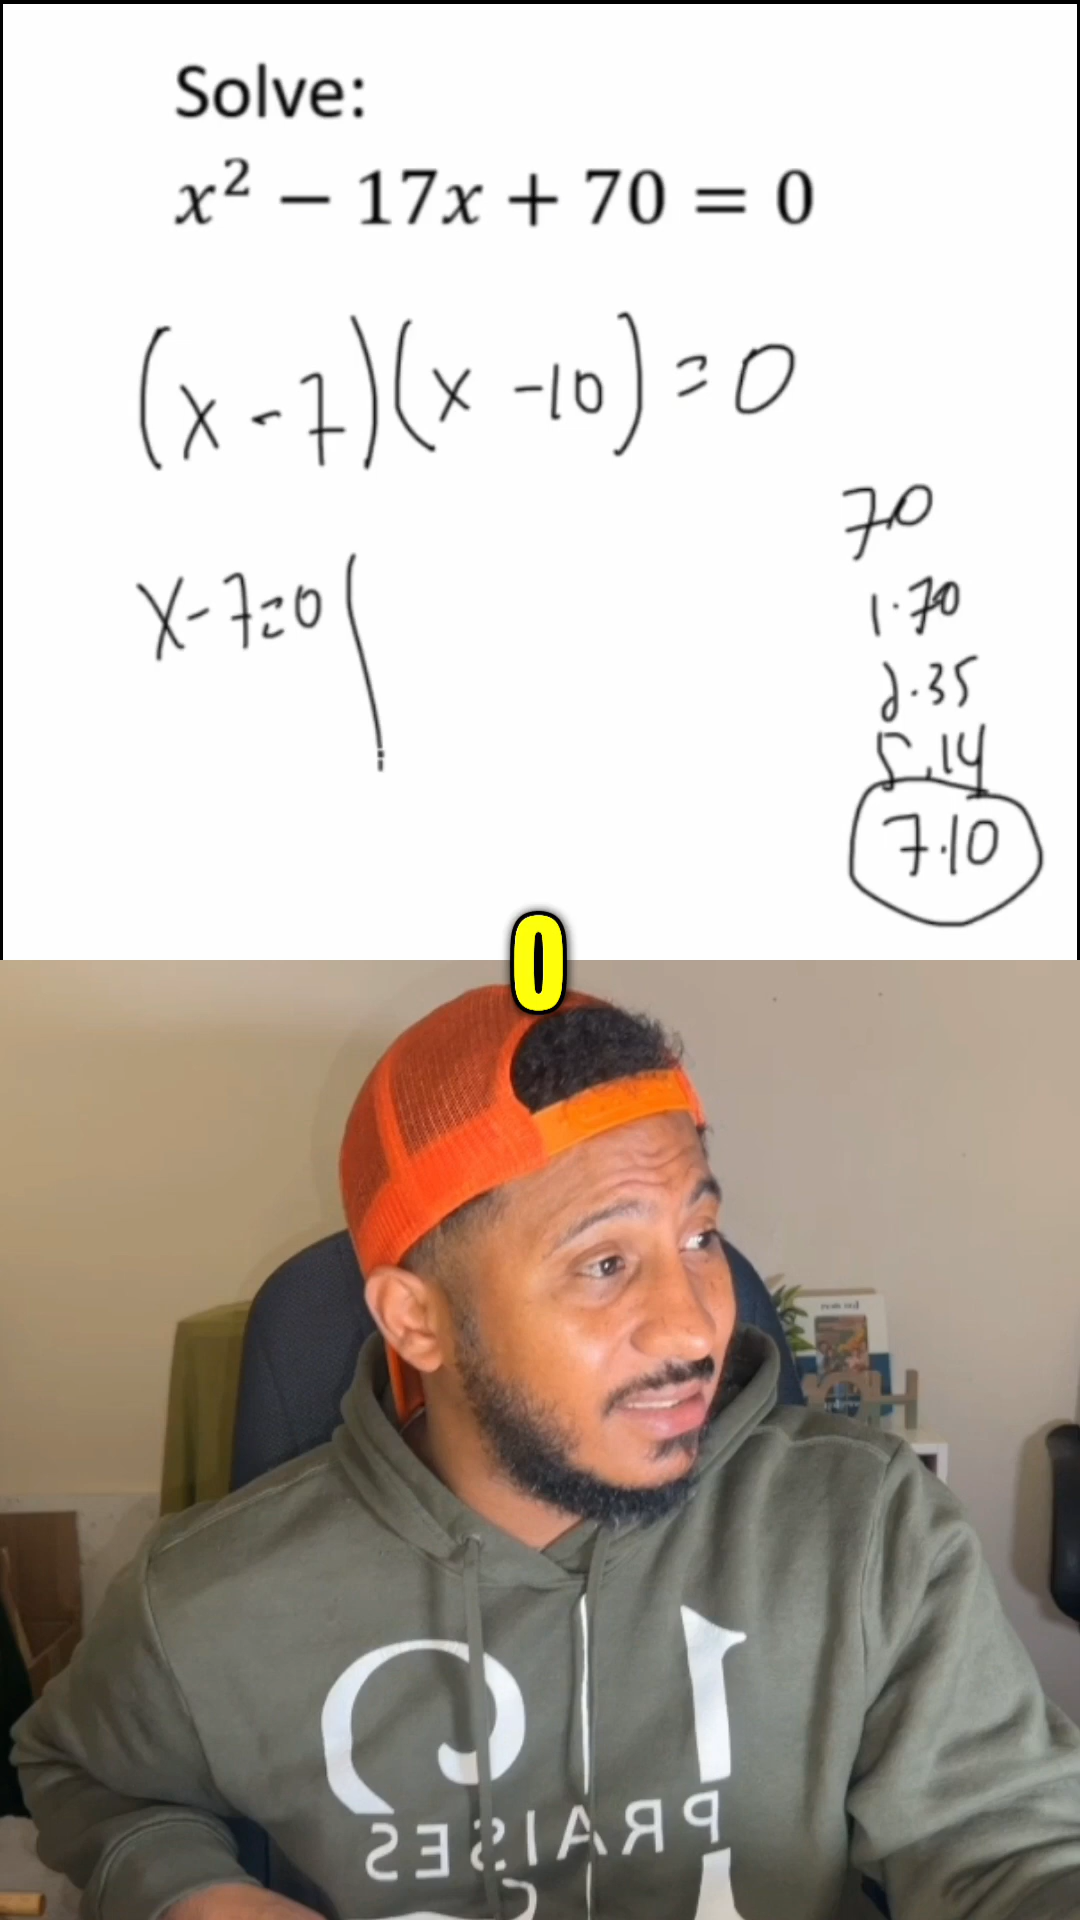 Solve:
x² − 17x + 70 = 0
(x - 7)(x - 10) = 0
70
x - 7 = 0
1·70
2·35
5·14
7·10
0
PRAISES